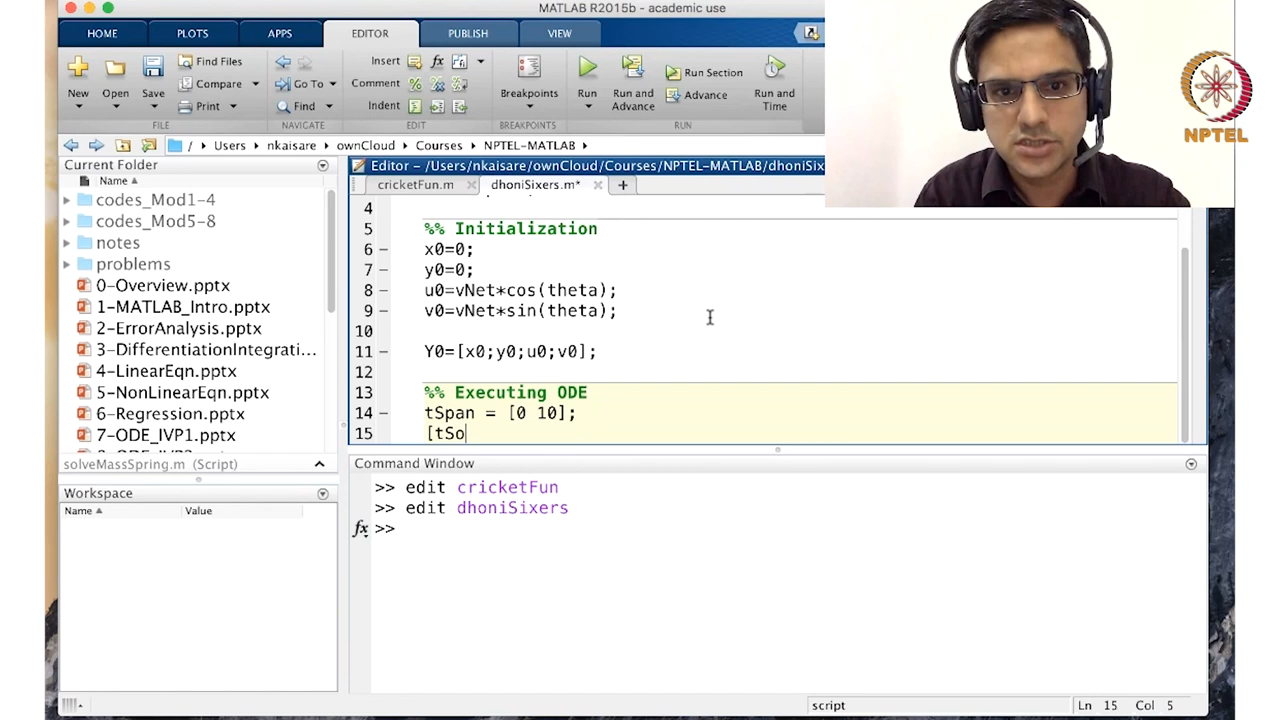 MATLAB R2015b - academic use
HOME PLOTS APPS EDITOR PUBLISH VIEW
New Open Save Find Files Compare Print Go To Find Insert Comment Indent Breakpoints Run Run and Advance Run Section Advance Run and Time
FILE NAVIGATE EDIT BREAKPOINTS RUN
NPTEL
/ Users nkaisare ownCloud Courses NPTEL-MATLAB
Current Folder
Name
codes_Mod1-4
codes_Mod5-8
notes
problems
0-Overview.pptx
1-MATLAB_Intro.pptx
2-ErrorAnalysis.pptx
3-DifferentiationIntegrati...
4-LinearEqn.pptx
5-NonLinearEqn.pptx
6-Regression.pptx
7-ODE_IVP1.pptx
solveMassSpring.m (Script)
Workspace
Name Value
Editor - /Users/nkaisare/ownCloud/Courses/NPTEL-MATLAB/dhoniSix
cricketFun.m dhoniSixers.m*
4
5 %% Initialization
6 x0=0;
7 y0=0;
8 u0=vNet*cos(theta);
9 v0=vNet*sin(theta);
10
11 Y0=[x0;y0;u0;v0];
12
13 %% Executing ODE
14 tSpan = [0 10];
15 [tSo
Command Window
>> edit cricketFun
>> edit dhoniSixers
fx >>
script Ln 15 Col 5